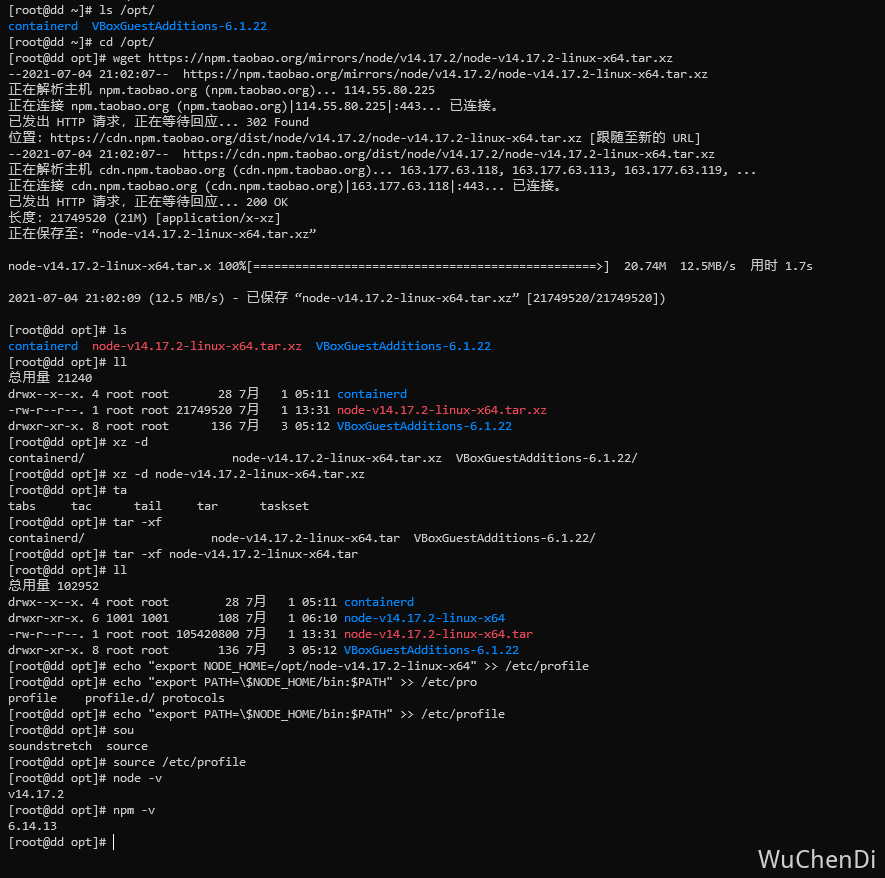 [root@dd ~]# ls /opt/
containerd  VBoxGuestAdditions-6.1.22
[root@dd ~]# cd /opt/
[root@dd opt]# wget https://npm.taobao.org/mirrors/node/v14.17.2/node-v14.17.2-linux-x64.tar.xz
--2021-07-04 21:02:07--  https://npm.taobao.org/mirrors/node/v14.17.2/node-v14.17.2-linux-x64.tar.xz
正在解析主机 npm.taobao.org (npm.taobao.org)... 114.55.80.225
正在连接 npm.taobao.org (npm.taobao.org)|114.55.80.225|:443... 已连接。
已发出 HTTP 请求，正在等待回应... 302 Found
位置：https://cdn.npm.taobao.org/dist/node/v14.17.2/node-v14.17.2-linux-x64.tar.xz [跟随至新的 URL]
--2021-07-04 21:02:07--  https://cdn.npm.taobao.org/dist/node/v14.17.2/node-v14.17.2-linux-x64.tar.xz
正在解析主机 cdn.npm.taobao.org (cdn.npm.taobao.org)... 163.177.63.118, 163.177.63.113, 163.177.63.119, ...
正在连接 cdn.npm.taobao.org (cdn.npm.taobao.org)|163.177.63.118|:443... 已连接。
已发出 HTTP 请求，正在等待回应... 200 OK
长度：21749520 (21M) [application/x-xz]
正在保存至: “node-v14.17.2-linux-x64.tar.xz”
node-v14.17.2-linux-x64.tar.x 100%[=================================================>]  20.74M  12.5MB/s  用时 1.7s
2021-07-04 21:02:09 (12.5 MB/s) - 已保存 “node-v14.17.2-linux-x64.tar.xz” [21749520/21749520])
[root@dd opt]# ls
containerd  node-v14.17.2-linux-x64.tar.xz  VBoxGuestAdditions-6.1.22
[root@dd opt]# ll
总用量 21240
drwx--x--x. 4 root root       28 7月   1 05:11 containerd
-rw-r--r--. 1 root root 21749520 7月   1 13:31 node-v14.17.2-linux-x64.tar.xz
drwxr-xr-x. 8 root root      136 7月   3 05:12 VBoxGuestAdditions-6.1.22
[root@dd opt]# xz -d
containerd/                     node-v14.17.2-linux-x64.tar.xz  VBoxGuestAdditions-6.1.22/
[root@dd opt]# xz -d node-v14.17.2-linux-x64.tar.xz
[root@dd opt]# ta
tabs     tac      tail     tar      taskset
[root@dd opt]# tar -xf
containerd/                  node-v14.17.2-linux-x64.tar  VBoxGuestAdditions-6.1.22/
[root@dd opt]# tar -xf node-v14.17.2-linux-x64.tar
[root@dd opt]# ll
总用量 102952
drwx--x--x. 4 root root        28 7月   1 05:11 containerd
drwxr-xr-x. 6 1001 1001       108 7月   1 06:10 node-v14.17.2-linux-x64
-rw-r--r--. 1 root root 105420800 7月   1 13:31 node-v14.17.2-linux-x64.tar
drwxr-xr-x. 8 root root       136 7月   3 05:12 VBoxGuestAdditions-6.1.22
[root@dd opt]# echo "export NODE_HOME=/opt/node-v14.17.2-linux-x64" >> /etc/profile
[root@dd opt]# echo "export PATH=\$NODE_HOME/bin:$PATH" >> /etc/pro
profile    profile.d/ protocols
[root@dd opt]# echo "export PATH=\$NODE_HOME/bin:$PATH" >> /etc/profile
[root@dd opt]# sou
soundstretch  source
[root@dd opt]# source /etc/profile
[root@dd opt]# node -v
v14.17.2
[root@dd opt]# npm -v
6.14.13
[root@dd opt]#
WuChenDi